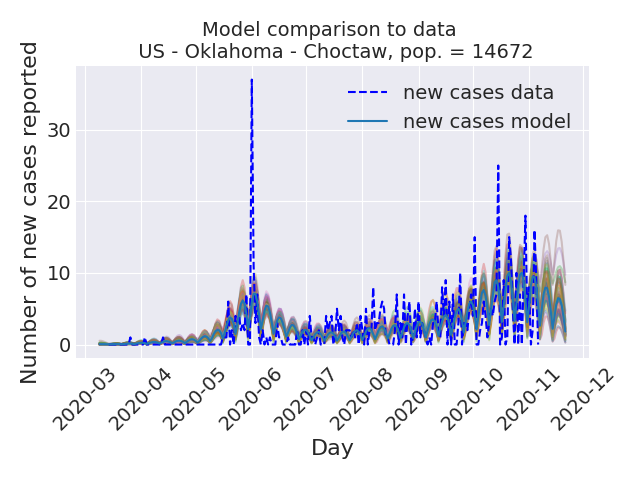 Model comparison to data
US - Oklahoma - Choctaw, pop. = 14672
new cases data
new cases model
Number of new cases reported
30
20
10
0
2020-03
2020-04
2020-05
2020-06
2020-07
2020-08
2020-09
2020-10
2020-11
2020-12
Day